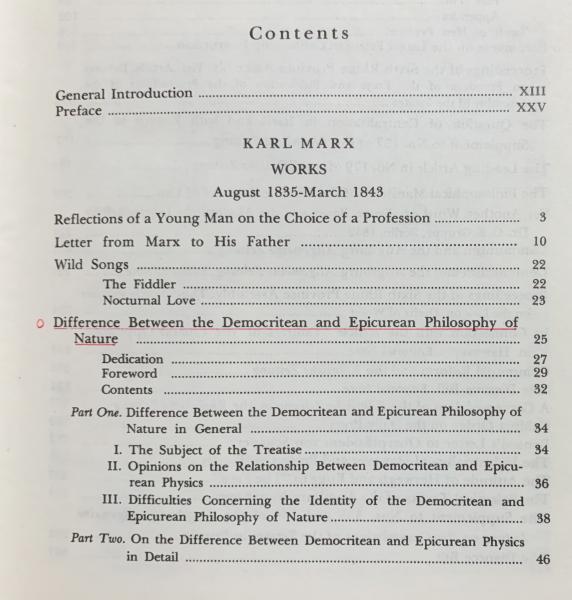 Contents
General Introduction ........ XIII
Preface ........ XXV
KARL MARX
WORKS
August 1835-March 1843
Reflections of a Young Man on the Choice of a Profession ........ 3
Letter from Marx to His Father ........ 10
Wild Songs ........ 22
The Fiddler ........ 22
Nocturnal Love ........ 23
Difference Between the Democritean and Epicurean Philosophy of
Nature ........ 25
Dedication ........ 27
Foreword ........ 29
Contents ........ 32
Part One. Difference Between the Democritean and Epicurean Philosophy of
Nature in General ........ 34
I. The Subject of the Treatise ........ 34
II. Opinions on the Relationship Between Democritean and Epicu-
rean Physics ........ 36
III. Difficulties Concerning the Identity of the Democritean and
Epicurean Philosophy of Nature ........ 38
Part Two. On the Difference Between Democritean and Epicurean Physics
in Detail ........ 46